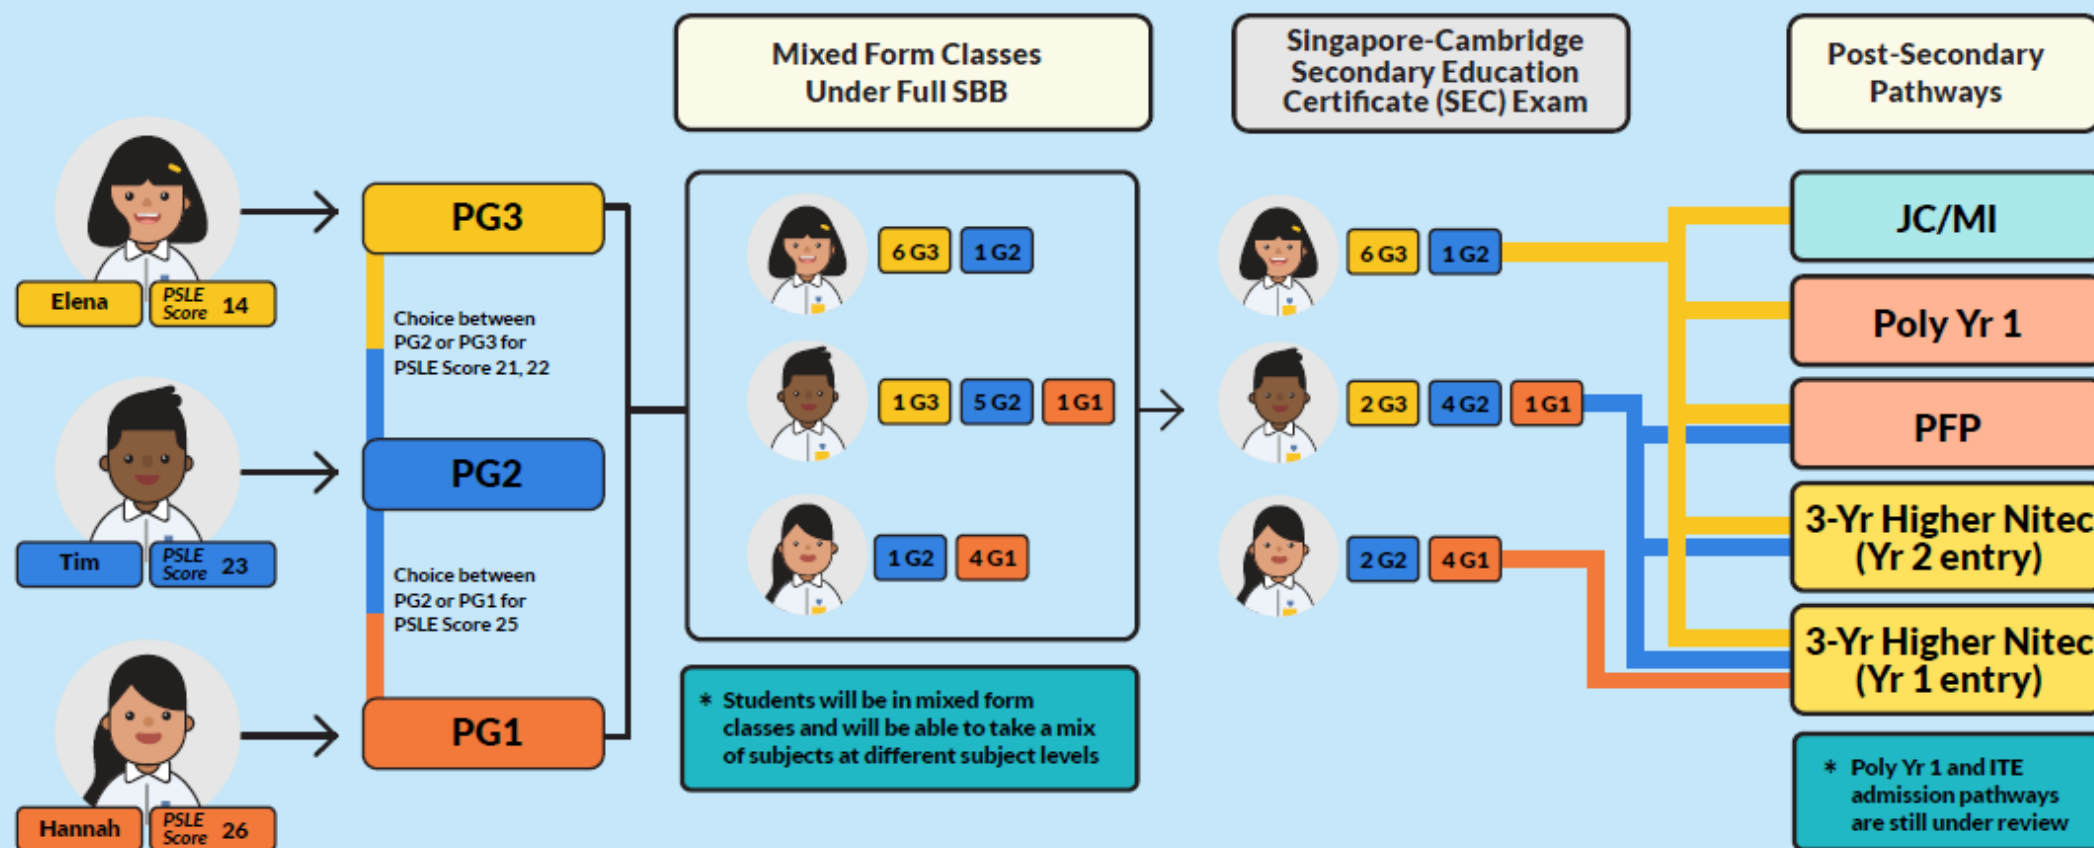 Mixed Form Classes
Under Full SBB
Singapore-Cambridge
Secondary Education
Certificate (SEC) Exam
Post-Secondary
Pathways
Elena
PSLE
Score 14
PG3
Choice between
PG2 or PG3 for
PSLE Score 21, 22
Tim
PSLE
Score 23
PG2
Choice between
PG2 or PG1 for
PSLE Score 25
Hannah
PSLE
Score 26
PG1
6 G3
1 G2
1 G3
5 G2
1 G1
1 G2
4 G1
* Students will be in mixed form
classes and will be able to take a mix
of subjects at different subject levels
6 G3
1 G2
2 G3
4 G2
1 G1
2 G2
4 G1
JC/MI
Poly Yr 1
PFP
3-Yr Higher Nitec
(Yr 2 entry)
3-Yr Higher Nitec
(Yr 1 entry)
* Poly Yr 1 and ITE
admission pathways
are still under review